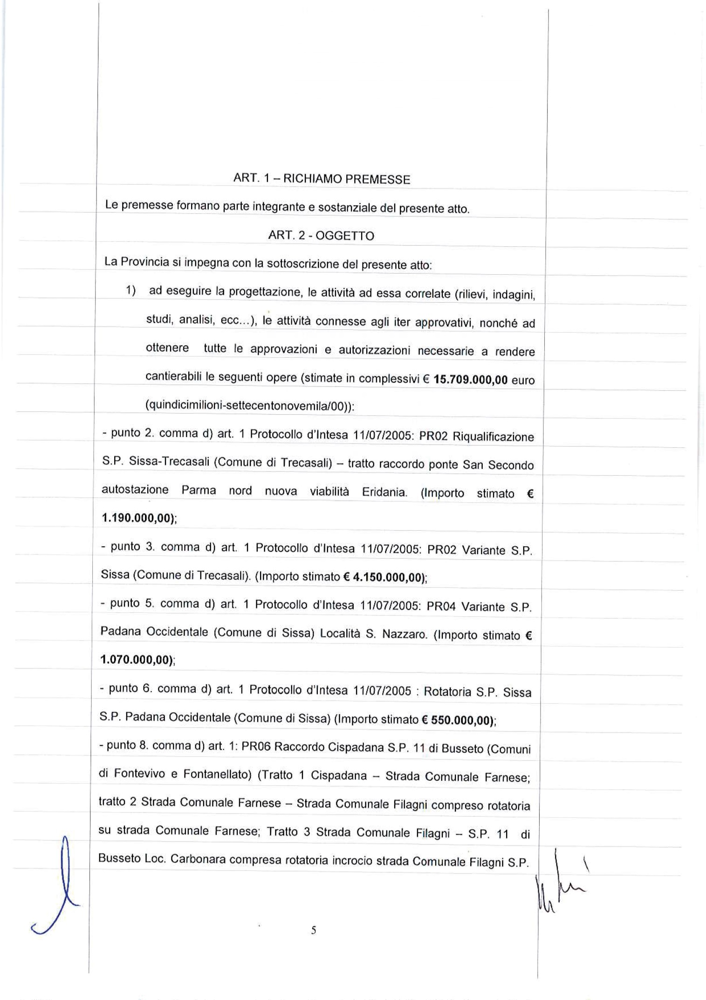 ART. 1 – RICHIAMO PREMESSE
Le premesse formano parte integrante e sostanziale del presente atto.
ART. 2 - OGGETTO
La Provincia si impegna con la sottoscrizione del presente atto:
1) ad eseguire la progettazione, le attività ad essa correlate (rilievi, indagini,
studi, analisi, ecc...), le attività connesse agli iter approvativi, nonché ad
ottenere tutte le approvazioni e autorizzazioni necessarie a rendere
cantierabili le seguenti opere (stimate in complessivi € 15.709.000,00 euro
(quindicimilioni-settecentonovemila/00)):
- punto 2. comma d) art. 1 Protocollo d'Intesa 11/07/2005: PR02 Riqualificazione
S.P. Sissa-Trecasali (Comune di Trecasali) – tratto raccordo ponte San Secondo
autostazione Parma nord nuova viabilità Eridania. (Importo stimato €
1.190.000,00);
- punto 3. comma d) art. 1 Protocollo d'Intesa 11/07/2005: PR02 Variante S.P.
Sissa (Comune di Trecasali). (Importo stimato € 4.150.000,00);
- punto 5. comma d) art. 1 Protocollo d'Intesa 11/07/2005: PR04 Variante S.P.
Padana Occidentale (Comune di Sissa) Località S. Nazzaro. (Importo stimato €
1.070.000,00);
- punto 6. comma d) art. 1 Protocollo d'Intesa 11/07/2005 : Rotatoria S.P. Sissa
S.P. Padana Occidentale (Comune di Sissa) (Importo stimato € 550.000,00);
- punto 8. comma d) art. 1: PR06 Raccordo Cispadana S.P. 11 di Busseto (Comuni
di Fontevivo e Fontanellato) (Tratto 1 Cispadana – Strada Comunale Farnese;
tratto 2 Strada Comunale Farnese – Strada Comunale Filagni compreso rotatoria
su strada Comunale Farnese; Tratto 3 Strada Comunale Filagni – S.P. 11 di
Busseto Loc. Carbonara compresa rotatoria incrocio strada Comunale Filagni S.P.
5